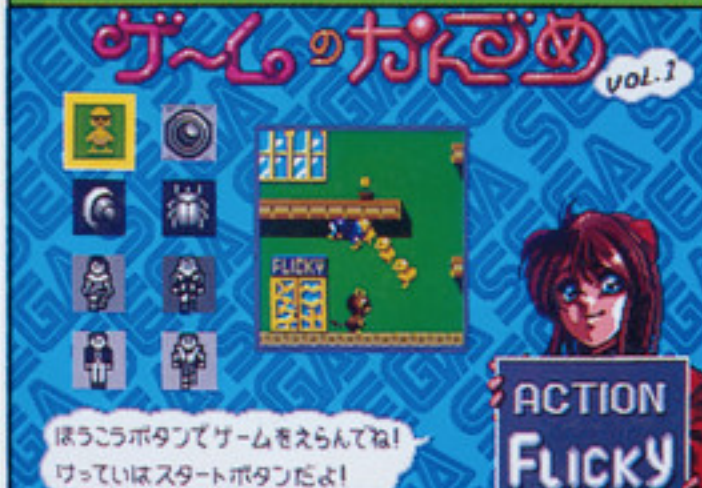 ゲームのかんづめ
VOL.1
FLICKY
ほうこうボタンでゲームをえらんでね!
けっていはスタートボタンだよ!
ACTION
FLICKY
SEGA